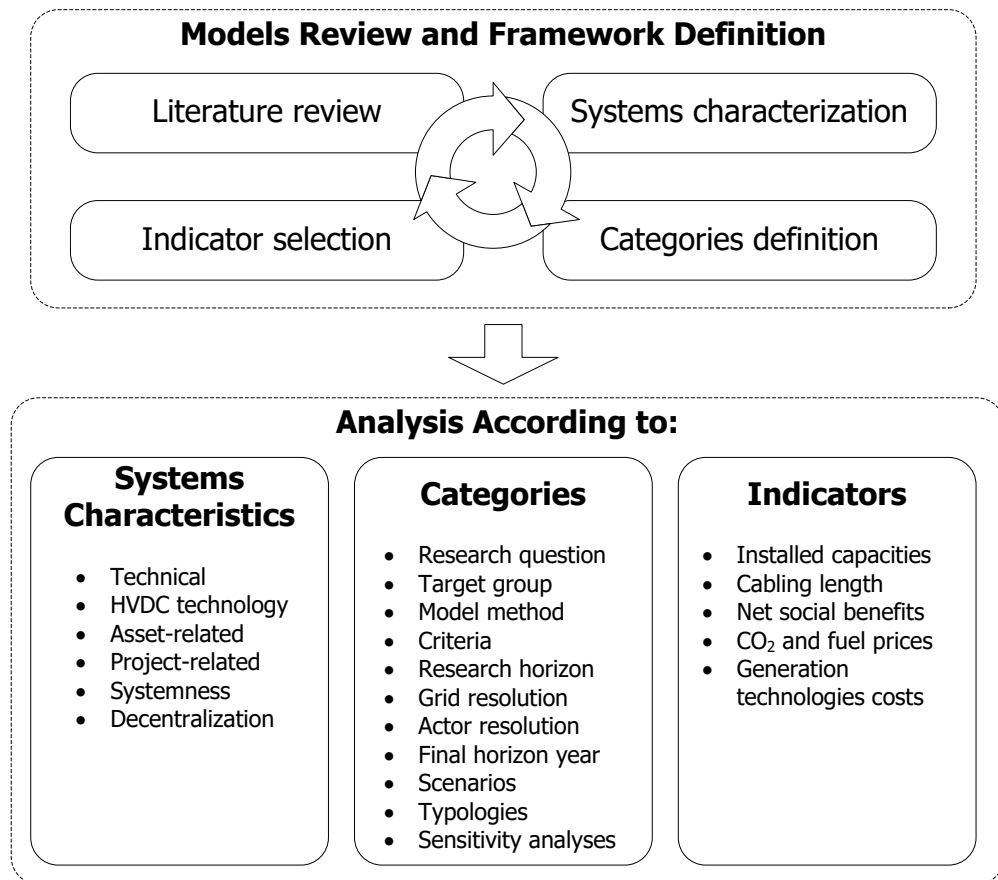 Models Review and Framework Definition
Literature review
Systems characterization
Indicator selection
Categories definition
Analysis According to:
Systems
Characteristics
• Technical
• HVDC technology
• Asset-related
• Project-related
• Systemness
• Decentralization
Categories
• Research question
• Target group
• Model method
• Criteria
• Research horizon
• Grid resolution
• Actor resolution
• Final horizon year
• Scenarios
• Typologies
• Sensitivity analyses
Indicators
• Installed capacities
• Cabling length
• Net social benefits
• CO₂ and fuel prices
• Generation
technologies costs